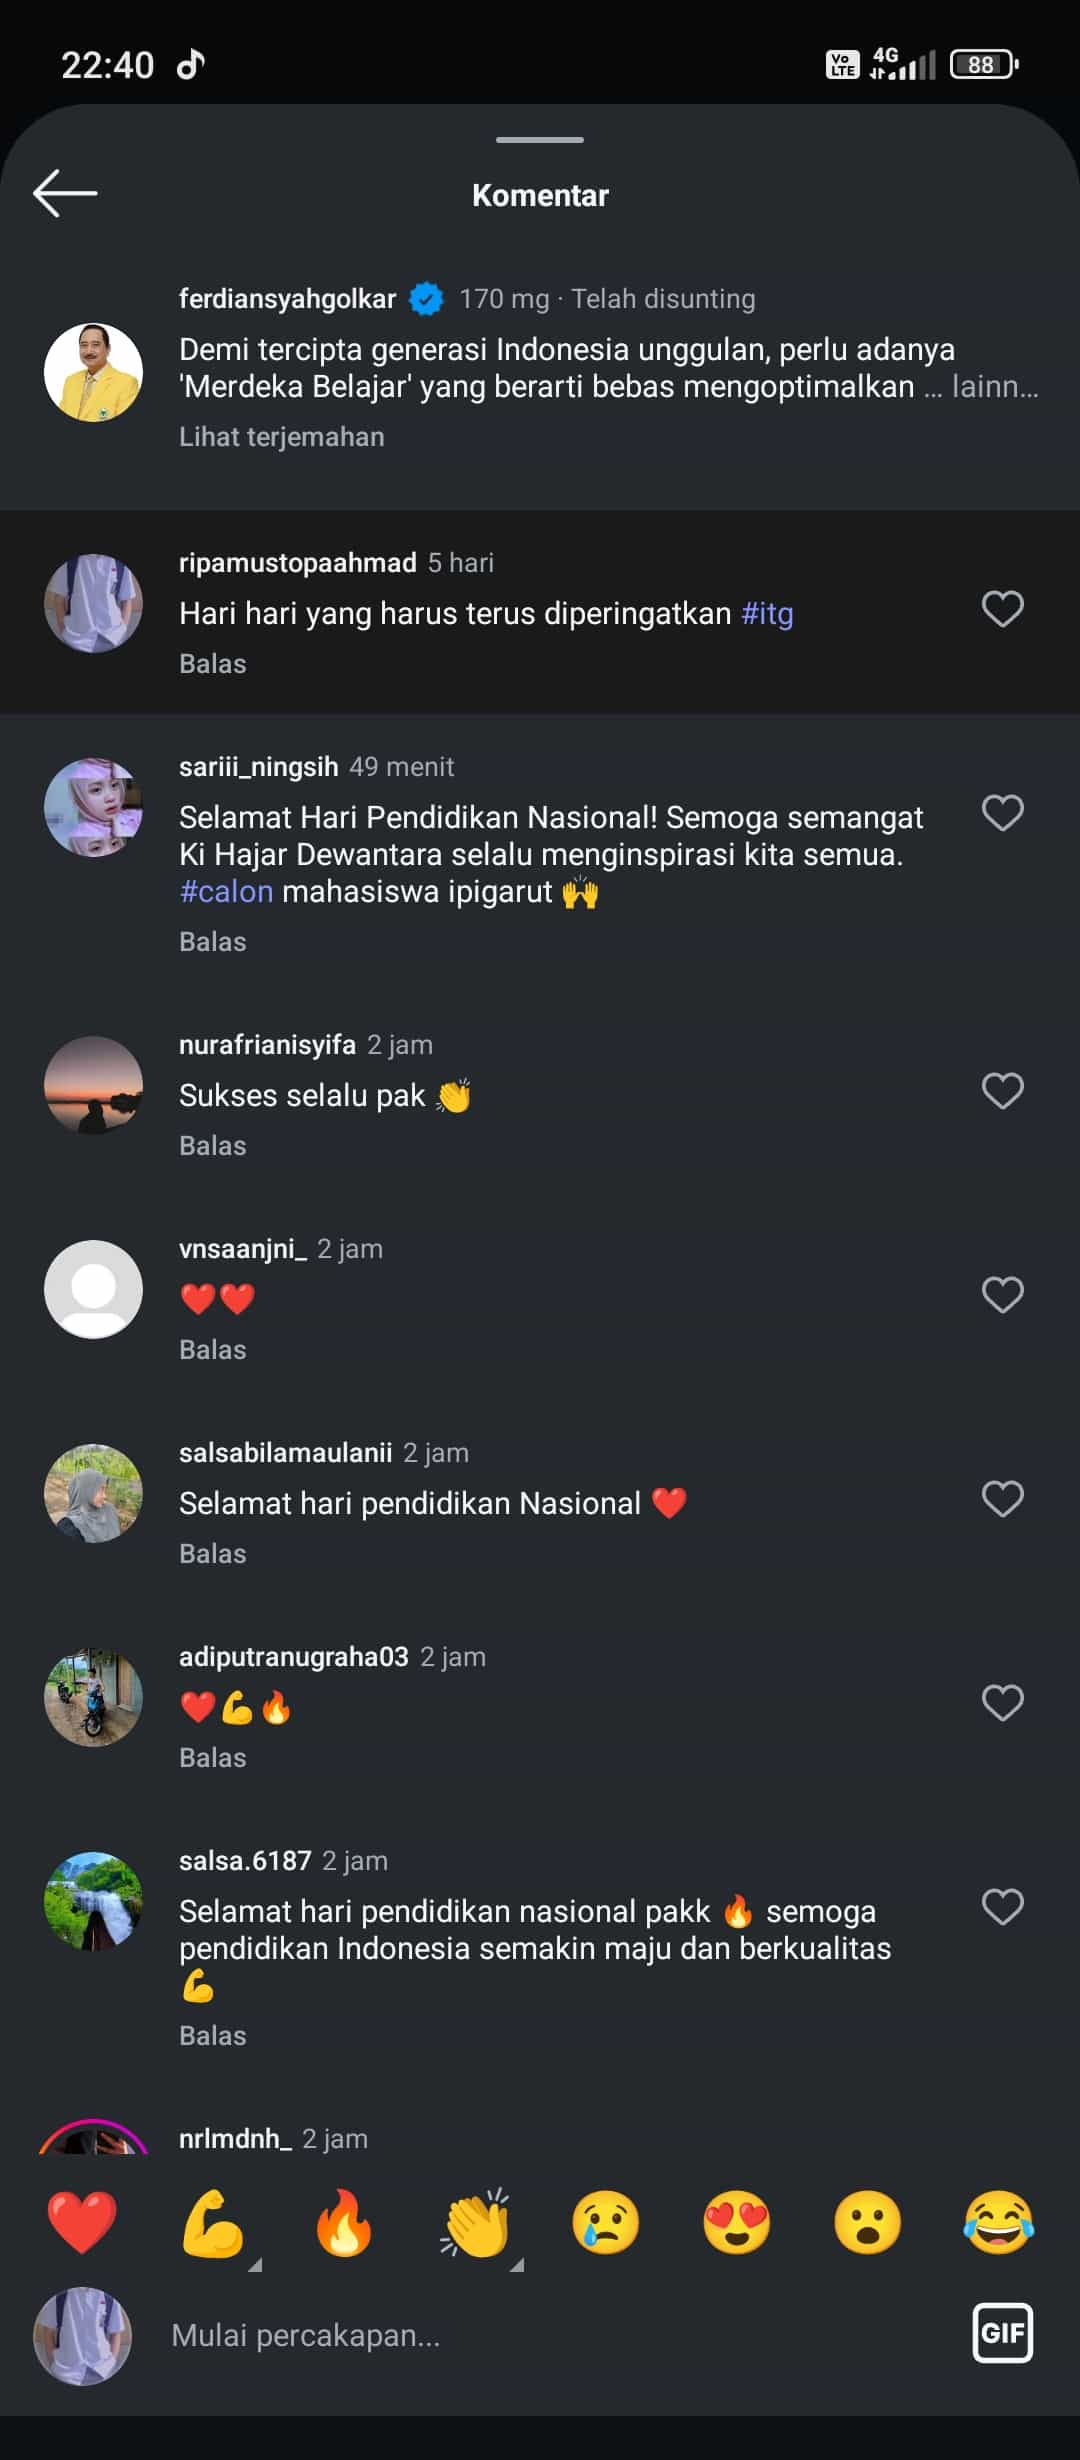 22:40
Vo LTE 4G 88
Komentar
ferdiansyahgolkar 170 mg · Telah disunting
Demi tercipta generasi Indonesia unggulan, perlu adanya
'Merdeka Belajar' yang berarti bebas mengoptimalkan ... lainn...
Lihat terjemahan
ripamustopaahmad 5 hari
Hari hari yang harus terus diperingatkan #itg
Balas
sariii_ningsih 49 menit
Selamat Hari Pendidikan Nasional! Semoga semangat
Ki Hajar Dewantara selalu menginspirasi kita semua.
#calon mahasiswa ipigarut 🙌
Balas
nurafrianisyifa 2 jam
Sukses selalu pak 👏
Balas
vnsaanjni_ 2 jam
❤️❤️
Balas
salsabilamaulanii 2 jam
Selamat hari pendidikan Nasional ❤️
Balas
adiputranugraha03 2 jam
❤️💪🔥
Balas
salsa.6187 2 jam
Selamat hari pendidikan nasional pakk 🔥 semoga
pendidikan Indonesia semakin maju dan berkualitas
💪
Balas
nrlmdnh_ 2 jam
❤️💪🔥👏😢😍😮😂
Mulai percakapan...
GIF